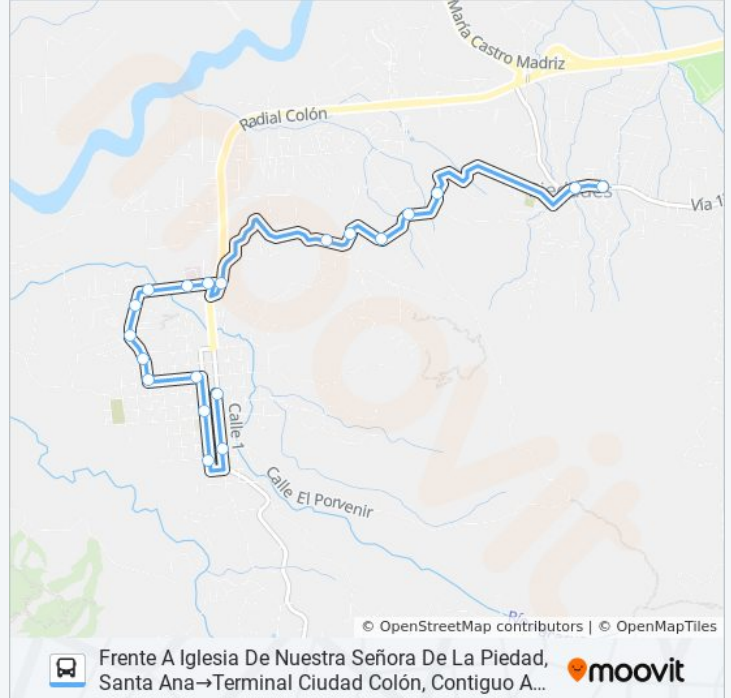 María Castro Madriz
Radial Colón
Vía 1
Calle 1
Calle El Porvenir
© OpenStreetMap contributors | © OpenMapTiles
Frente A Iglesia De Nuestra Señora De La Piedad,
Santa Ana→Terminal Ciudad Colón, Contiguo A...
moovit